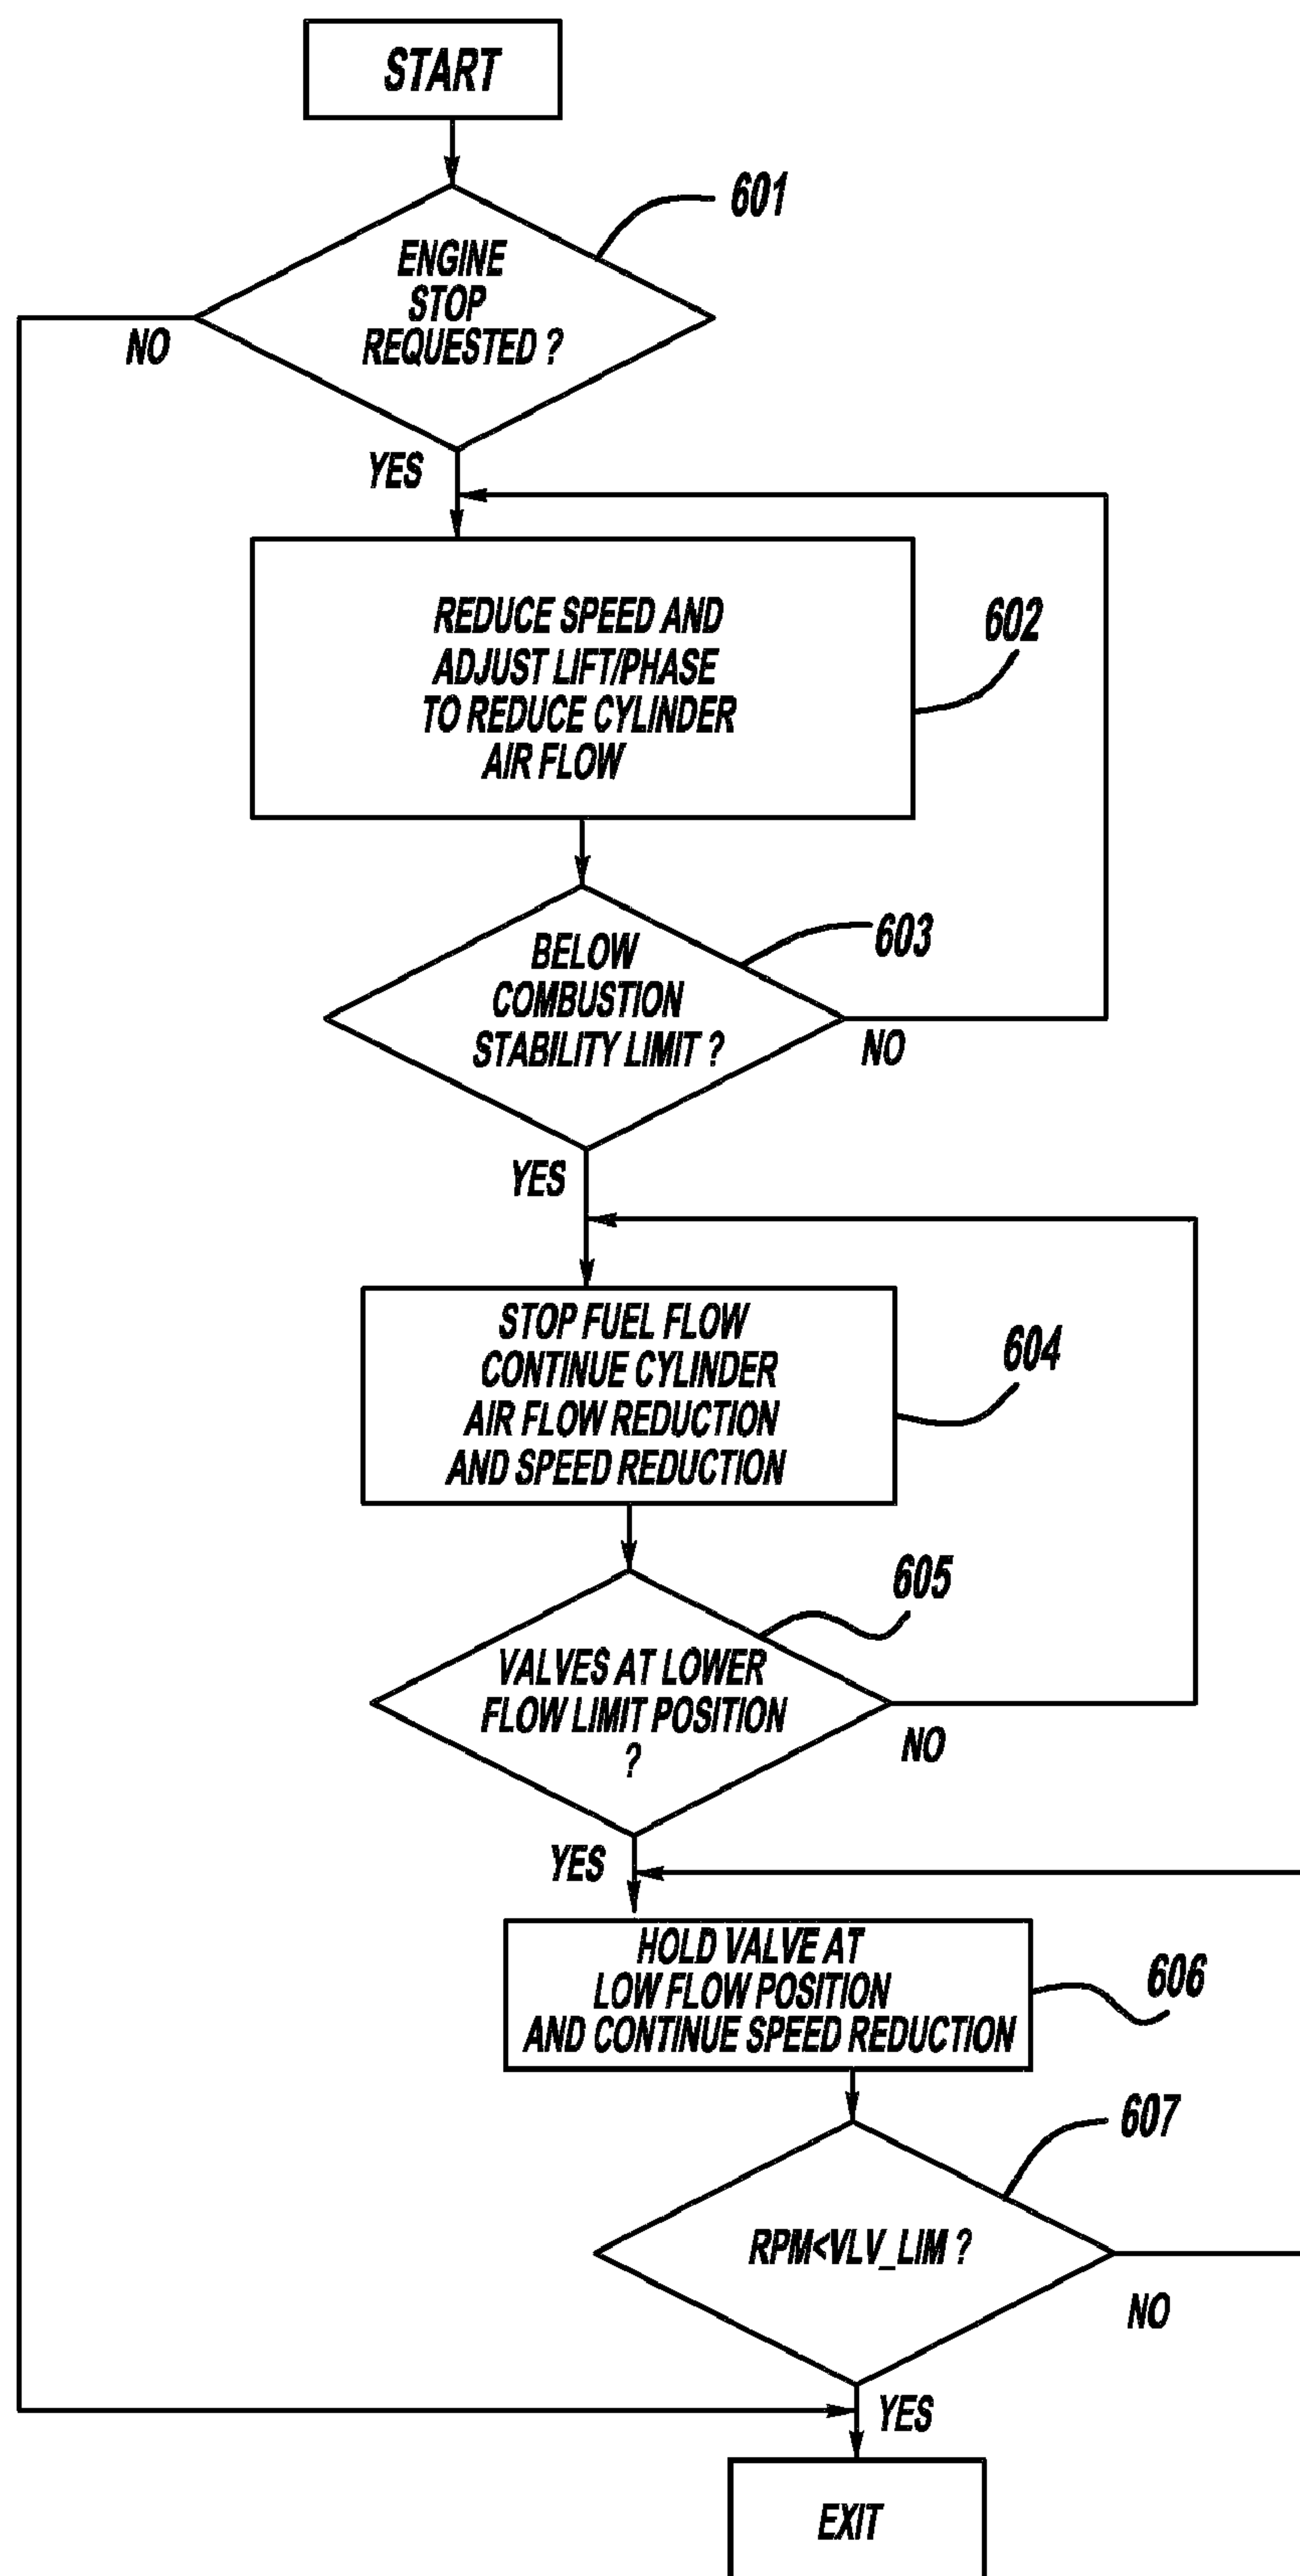 START
601
ENGINE
STOP
REQUESTED ?
NO
YES
REDUCE SPEED AND
ADJUST LIFT/PHASE
TO REDUCE CYLINDER
AIR FLOW
602
603
BELOW
COMBUSTION
STABILITY LIMIT ?
NO
YES
STOP FUEL FLOW
CONTINUE CYLINDER
AIR FLOW REDUCTION
AND SPEED REDUCTION
604
605
VALVES AT LOWER
FLOW LIMIT POSITION
?
NO
YES
HOLD VALVE AT
LOW FLOW POSITION
AND CONTINUE SPEED REDUCTION
606
607
RPM<VLV_LIM ?
NO
YES
EXIT